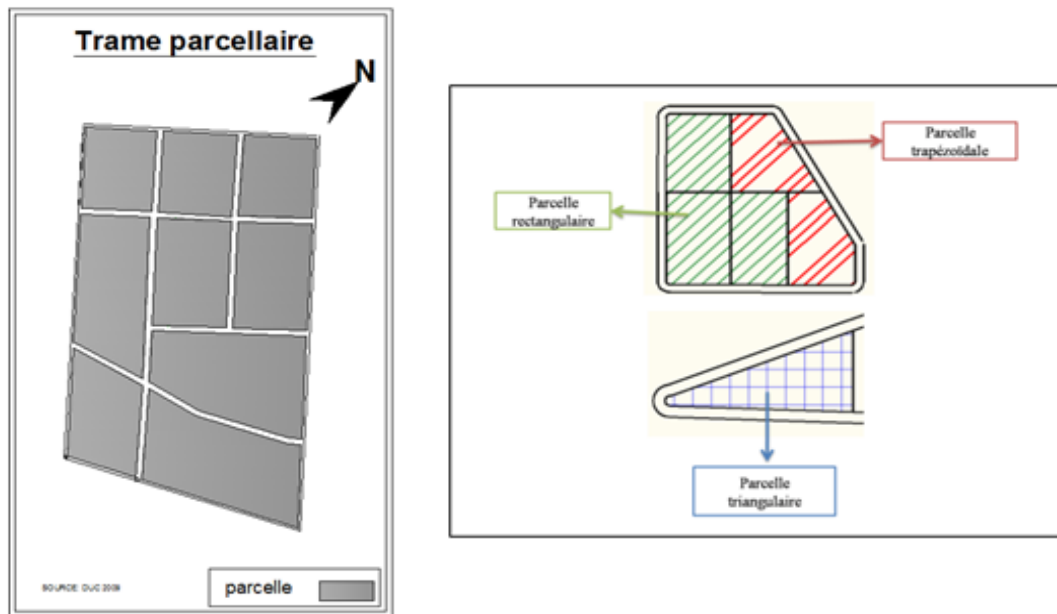 Trame parcellaire
N
SOURCE: DUC 2009
parcelle
Parcelle
trapézoïdale
Parcelle
rectangulaire
Parcelle
triangulaire